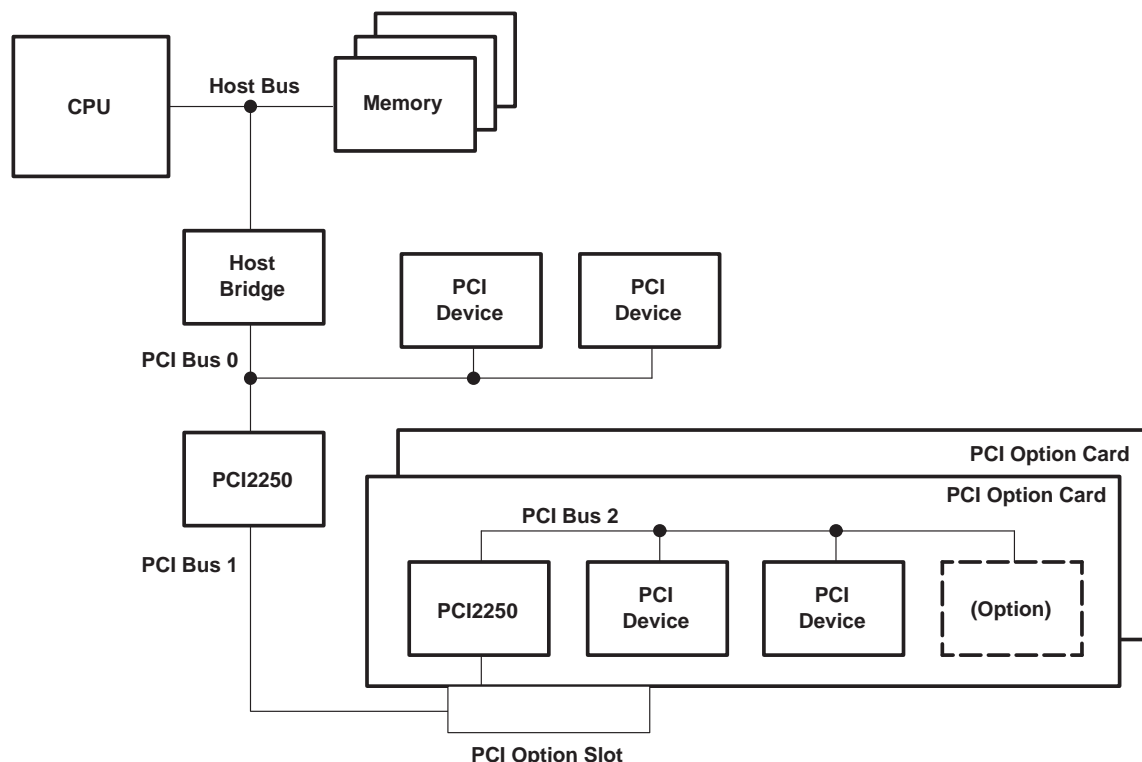 Host Bus
CPU
Memory
Host
Bridge
PCI
Device
PCI
Device
PCI Bus 0
PCI2250
PCI Option Card
PCI Option Card
PCI Bus 2
PCI Bus 1
PCI2250
PCI
Device
PCI
Device
(Option)
PCI Option Slot